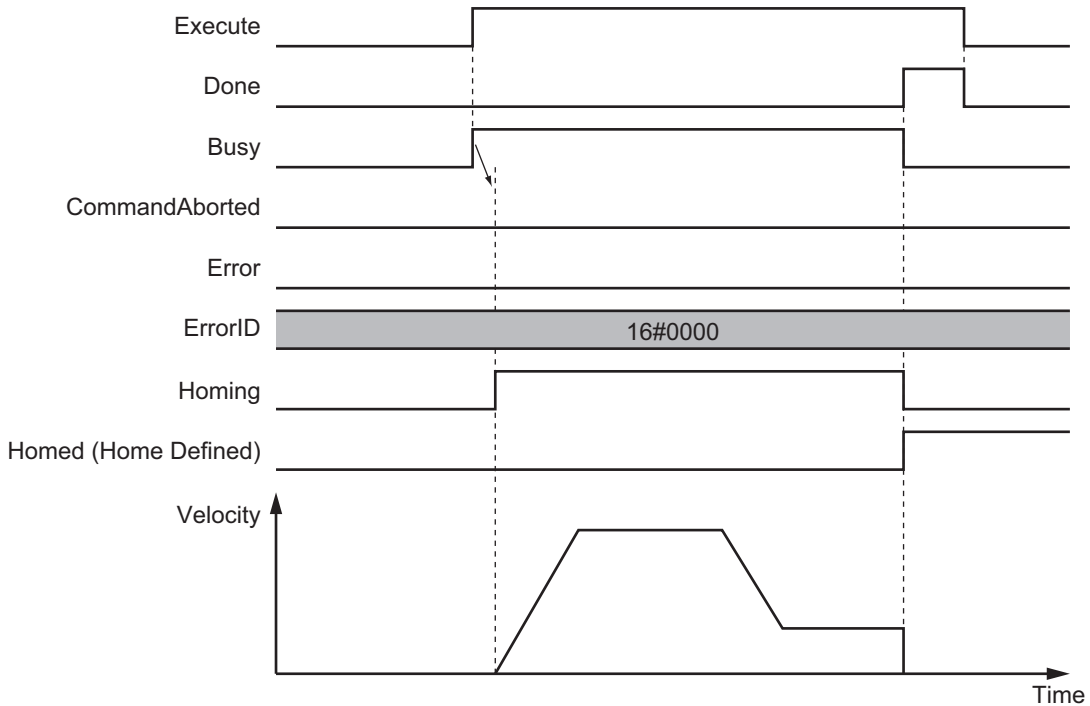 Execute
Done
Busy
CommandAborted
Error
ErrorID
16#0000
Homing
Homed (Home Defined)
Velocity
Time